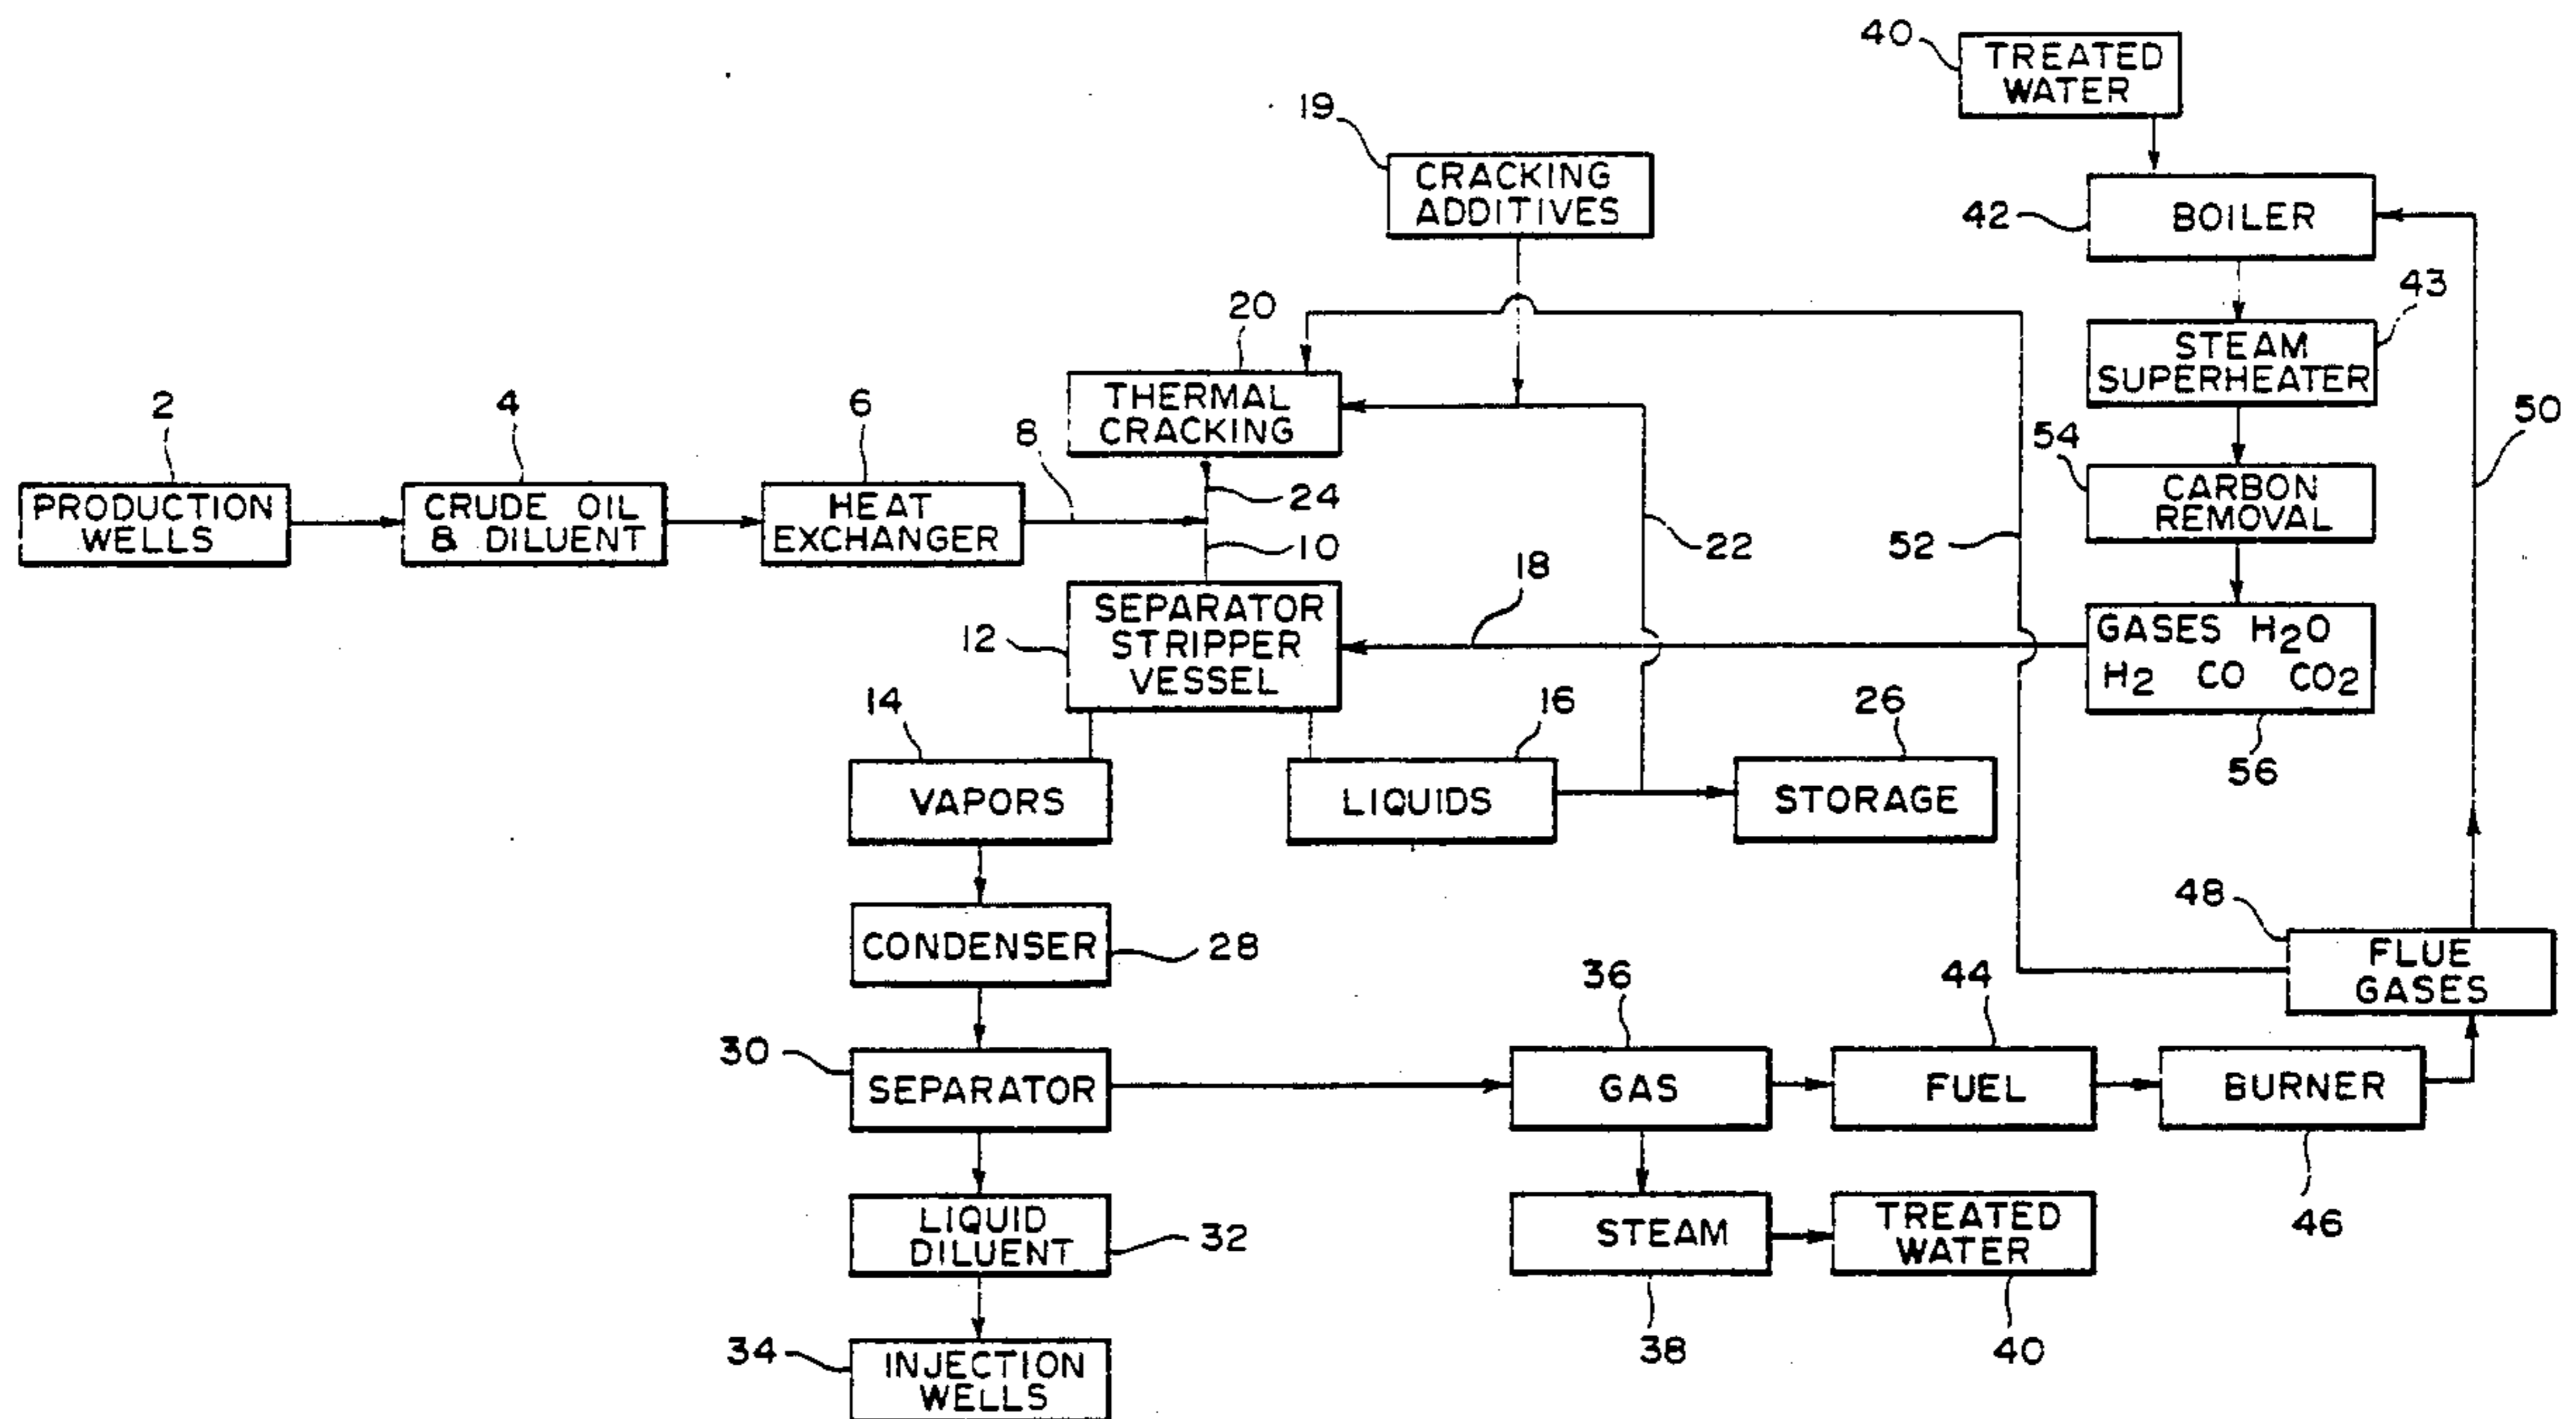 40
TREATED
WATER
19
CRACKING
ADDITIVES
42
BOILER
43
20
STEAM
SUPERHEATER
2
4
6
8
THERMAL
CRACKING
50
54
PRODUCTION
WELLS
CRUDE OIL
& DILUENT
HEAT
EXCHANGER
24
10
22
52
CARBON
REMOVAL
18
12
SEPARATOR
STRIPPER
VESSEL
GASES H2O
H2 CO CO2
14
16
26
56
VAPORS
LIQUIDS
STORAGE
48
CONDENSER
28
FLUE
GASES
36
44
30
SEPARATOR
GAS
FUEL
BURNER
46
LIQUID
DILUENT
32
STEAM
TREATED
WATER
38
40
34
INJECTION
WELLS